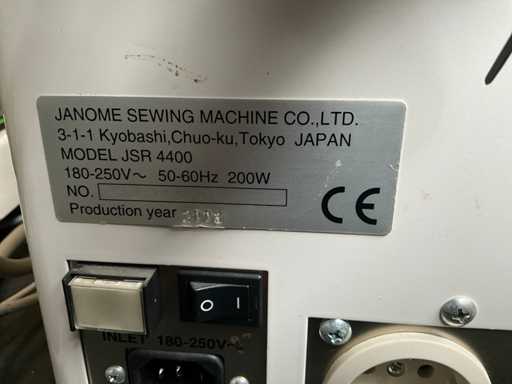 JANOME SEWING MACHINE CO.,LTD.
3-1-1 Kyobashi,Chuo-ku,Tokyo JAPAN
MODEL JSR 4400
180-250V~ 50-60Hz 200W
NO.
Production year
CE
O I
INLET 180-250V~